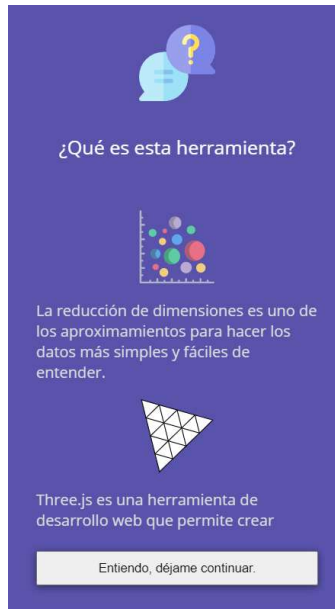 ¿Qué es esta herramienta?
La reducción de dimensiones es uno de
los aproximamientos para hacer los
datos más simples y fáciles de
entender.
Three.js es una herramienta de
desarrollo web que permite crear
Entiendo, déjame continuar.